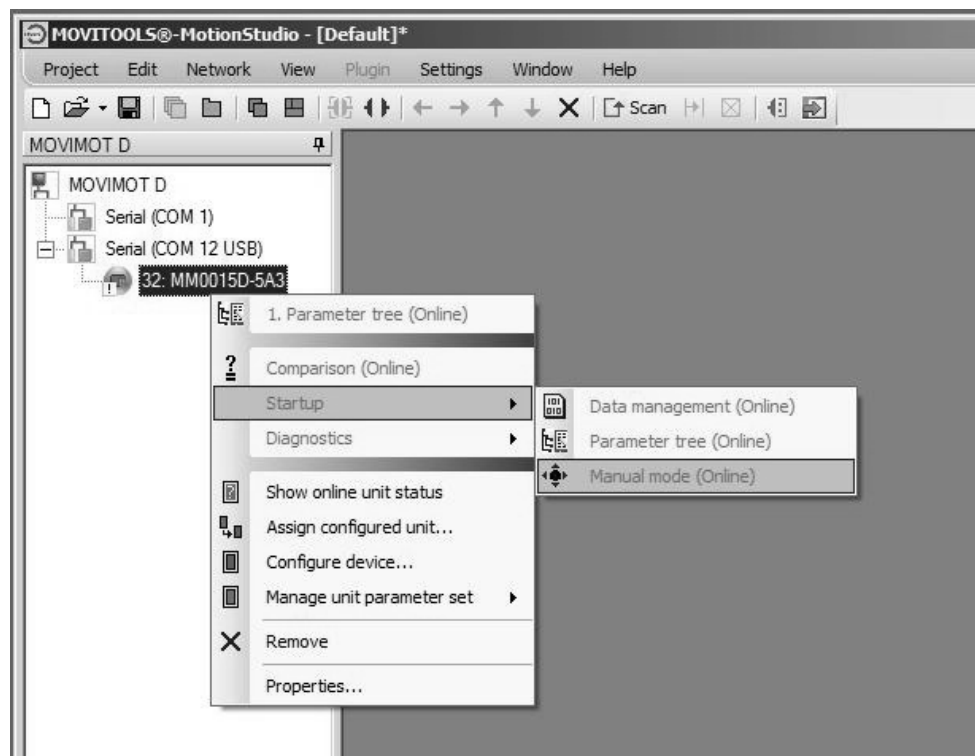 MOVITOOLS®-MotionStudio - [Default]*
Project Edit Network View Plugin Settings Window Help
Scan
MOVIMOT D
MOVIMOT D
Serial (COM 1)
Serial (COM 12 USB)
32: MM0015D-5A3
1. Parameter tree (Online)
Comparison (Online)
Startup
Diagnostics
Show online unit status
Assign configured unit...
Configure device...
Manage unit parameter set
Remove
Properties...
Data management (Online)
Parameter tree (Online)
Manual mode (Online)